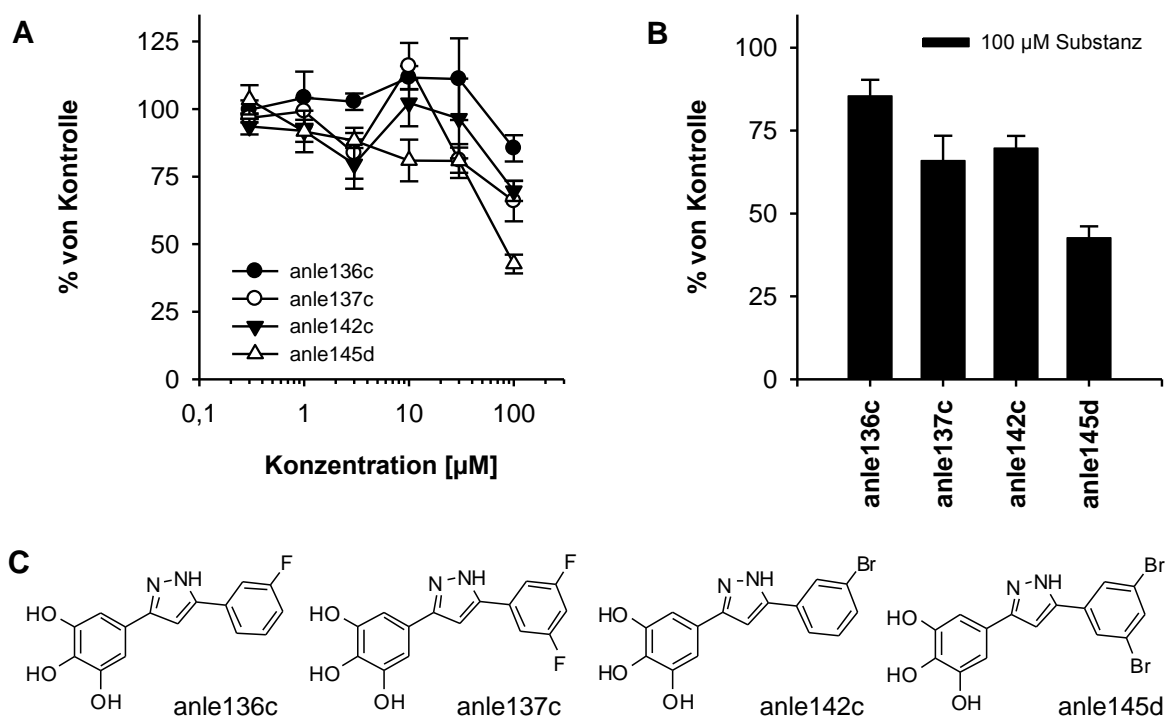 A
% von Kontrolle
125
100
75
50
25
0
anle136c
anle137c
anle142c
anle145d
0,1
1
10
100
Konzentration [µM]
B
% von Kontrolle
100
75
50
25
0
100 µM Substanz
anle136c
anle137c
anle142c
anle145d
C
N NH F
HO
HO
OH
anle136c
N NH F
HO
HO
OH
F
anle137c
N NH Br
HO
HO
OH
anle142c
N NH Br
HO
HO
OH
Br
anle145d